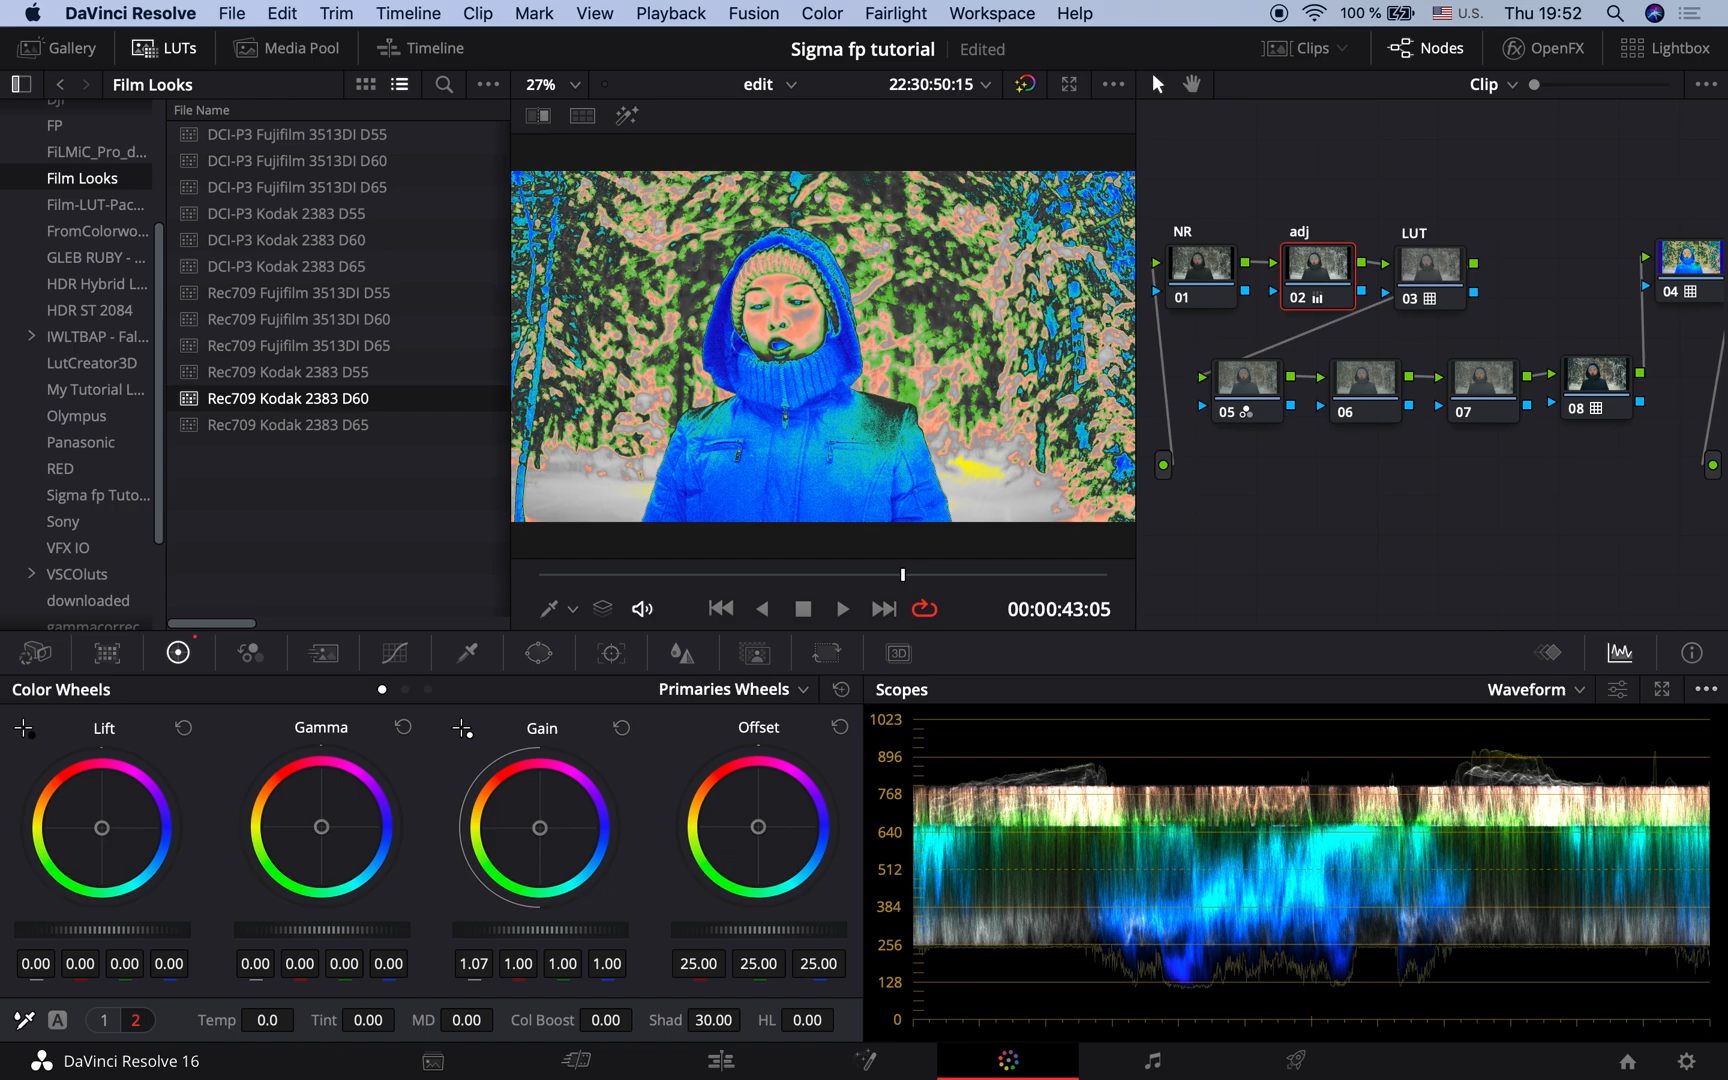 DaVinci Resolve File Edit Trim Timeline Clip Mark View Playback Fusion Color Fairlight Workspace Help 100 % U.S. Thu 19:52
Gallery LUTs Media Pool Timeline Sigma fp tutorial Edited Clips Nodes fx OpenFX Lightbox
Film Looks 27% edit 22:30:50:15 Clip
File Name
FP
FiLMiC_Pro_d...
Film Looks
Film-LUT-Pac...
FromColorwo...
GLEB RUBY - ...
HDR Hybrid L...
HDR ST 2084
IWLTBAP - Fal...
LutCreator3D
My Tutorial L...
Olympus
Panasonic
RED
Sigma fp Tuto...
Sony
VFX IO
VSCOluts
downloaded
gammacorrec
DCI-P3 Fujifilm 3513DI D55
DCI-P3 Fujifilm 3513DI D60
DCI-P3 Fujifilm 3513DI D65
DCI-P3 Kodak 2383 D55
DCI-P3 Kodak 2383 D60
DCI-P3 Kodak 2383 D65
Rec709 Fujifilm 3513DI D55
Rec709 Fujifilm 3513DI D60
Rec709 Fujifilm 3513DI D65
Rec709 Kodak 2383 D55
Rec709 Kodak 2383 D60
Rec709 Kodak 2383 D65
NR adj LUT
01 02 03 04
05 06 07 08
00:00:43:05
3D
Color Wheels Primaries Wheels Scopes Waveform
Lift Gamma Gain Offset
0.00 0.00 0.00 0.00 0.00 0.00 0.00 0.00 1.07 1.00 1.00 1.00 25.00 25.00 25.00
A 1 2 Temp 0.0 Tint 0.00 MD 0.00 Col Boost 0.00 Shad 30.00 HL 0.00
1023
896
768
640
512
384
256
128
0
DaVinci Resolve 16